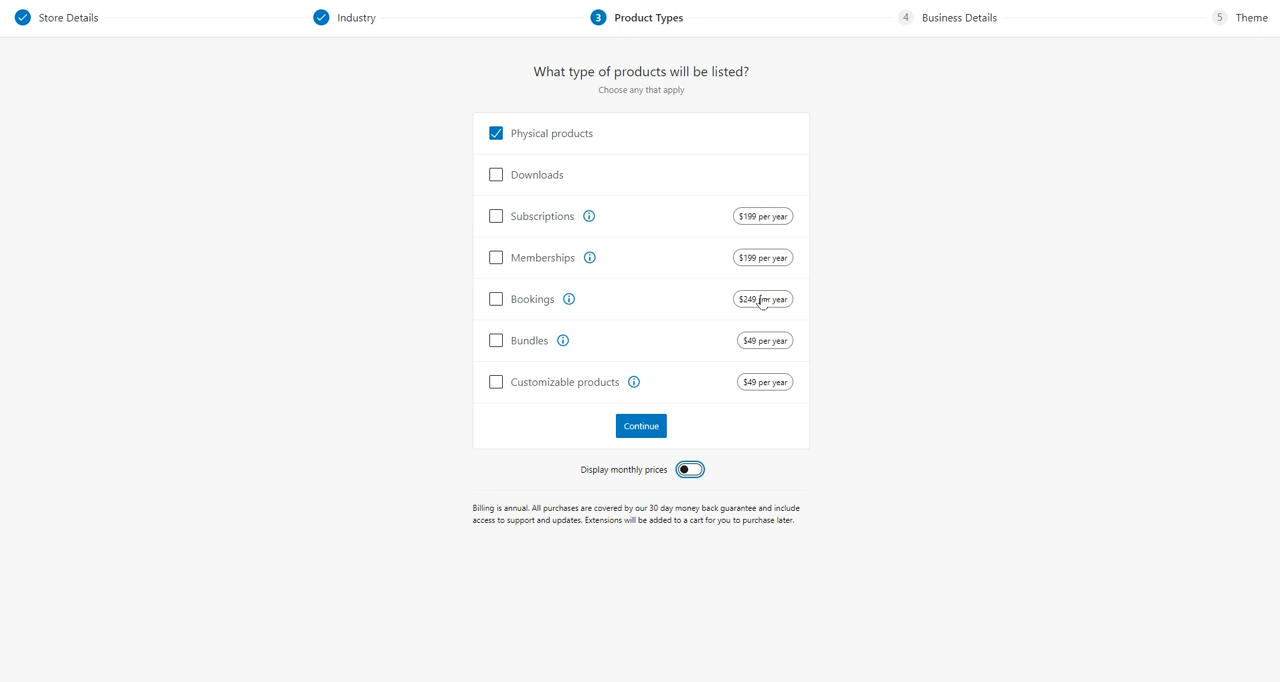 Store Details
Industry
3 Product Types
4 Business Details
5 Theme
What type of products will be listed?
Choose any that apply
Physical products
Downloads
Subscriptions $199 per year
Memberships $199 per year
Bookings $249 per year
Bundles $49 per year
Customizable products $49 per year
Continue
Display monthly prices
Billing is annual. All purchases are covered by our 30 day money back guarantee and include
access to support and updates. Extensions will be added to a cart for you to purchase later.